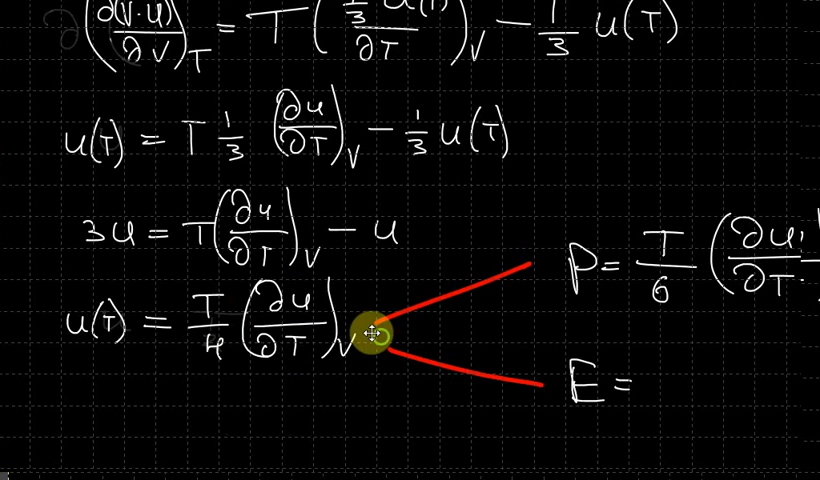 (∂(V·u)/∂V)_T = T (⅓ u(T)/∂T)_V − 1/3 u(T)
u(T) = T 1/3 (∂u/∂T)_V − 1/3 u(T)
3u = T(∂u/∂T)_V − u
u(T) = T/4 (∂u/∂T)_V
P = T/6 (∂u/∂T
E =